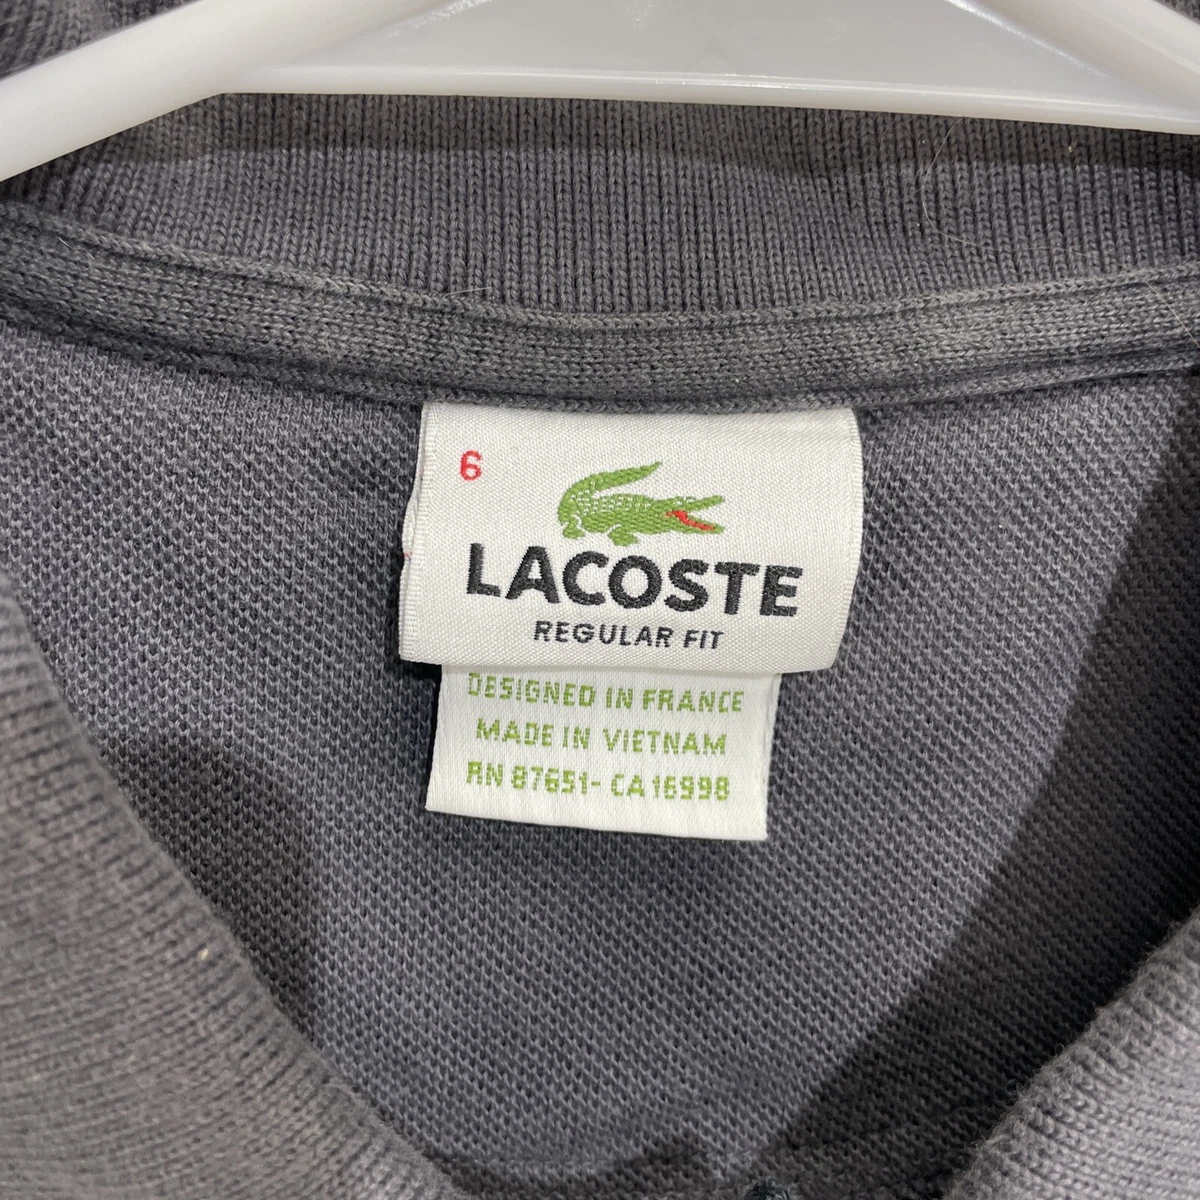 6
LACOSTE
REGULAR FIT
DESIGNED IN FRANCE
MADE IN VIETNAM
RN 87651- CA 16998